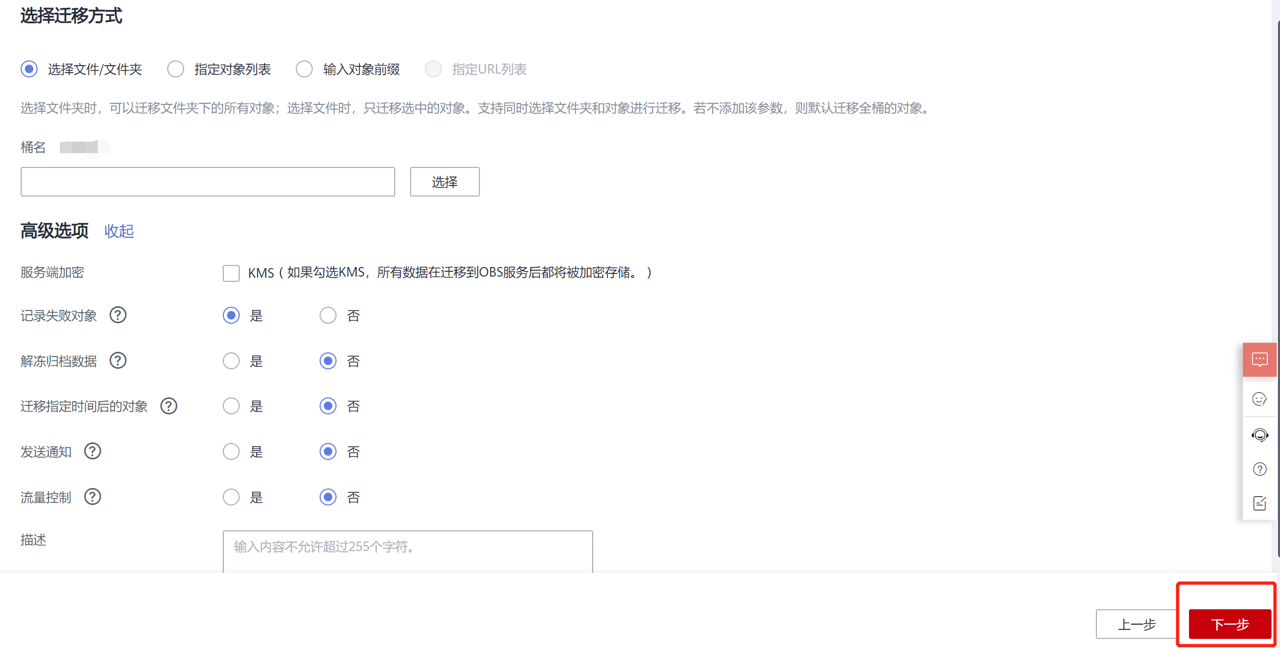 选择迁移方式
选择文件/文件夹 指定对象列表 输入对象前缀 指定URL列表
选择文件夹时，可以迁移文件夹下的所有对象；选择文件时，只迁移选中的对象。支持同时选择文件夹和对象进行迁移。若不添加该参数，则默认迁移全桶的对象。
桶名
选择
高级选项 收起
服务端加密 KMS（如果勾选KMS，所有数据在迁移到OBS服务后都将被加密存储。）
记录失败对象 ? 是 否
解冻归档数据 ? 是 否
迁移指定时间后的对象 ? 是 否
发送通知 ? 是 否
流量控制 ? 是 否
描述 输入内容不允许超过255个字符。
上一步 下一步